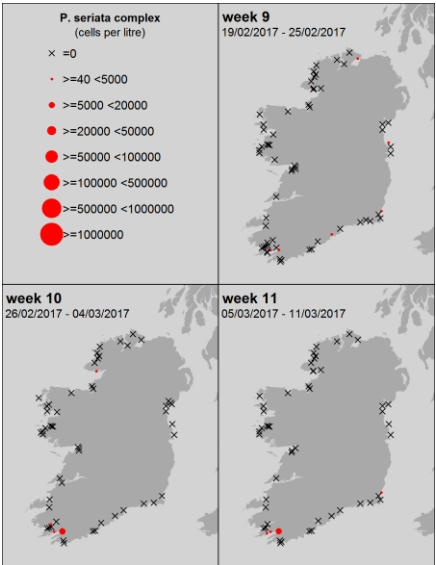 P. seriata complex
(cells per litre)
=0
>=40 <5000
>=5000 <20000
>=20000 <50000
>=50000 <100000
>=100000 <500000
>=500000 <1000000
>=1000000
week 9
19/02/2017 - 25/02/2017
week 10
26/02/2017 - 04/03/2017
week 11
05/03/2017 - 11/03/2017